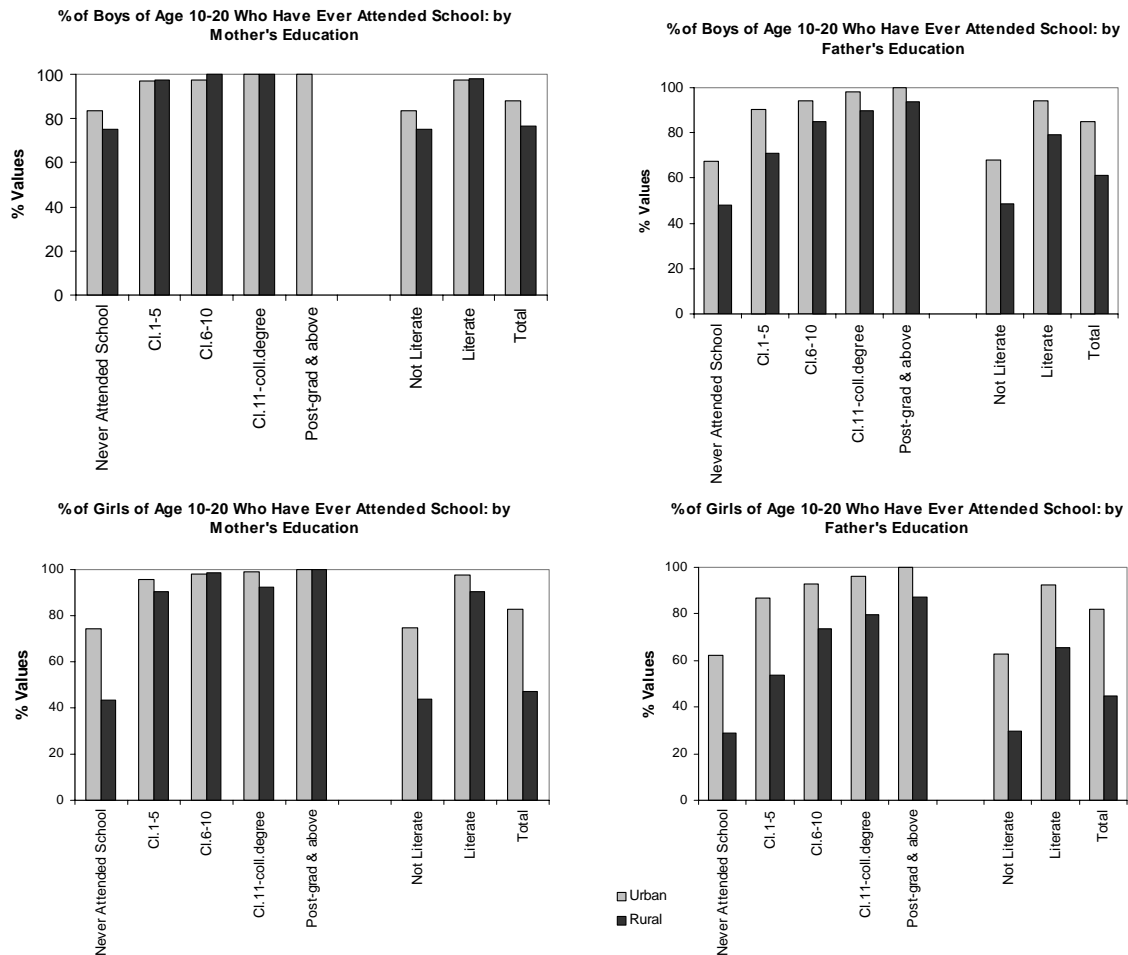 %of Boys of Age 10-20 Who Have Ever Attended School: by
Mother's Education
100
80
60
40
20
0
% Values
Never Attended School
Cl.1-5
Cl.6-10
Cl.11-coll.degree
Post-grad & above
Not Literate
Literate
Total
%of Boys of Age 10-20 Who Have Ever Attended School: by
Father's Education
100
80
60
40
20
0
% Values
Never Attended School
Cl.1-5
Cl.6-10
Cl.11-coll.degree
Post-grad & above
Not Literate
Literate
Total
%of Girls of Age 10-20 Who Have Ever Attended School: by
Mother's Education
100
80
60
40
20
0
% Values
Never Attended School
Cl.1-5
Cl.6-10
Cl.11-coll.degree
Post-grad & above
Not Literate
Literate
Total
%of Girls of Age 10-20 Who Have Ever Attended School: by
Father's Education
100
80
60
40
20
0
% Values
Never Attended School
Cl.1-5
Cl.6-10
Cl.11-coll.degree
Post-grad & above
Not Literate
Literate
Total
Urban
Rural